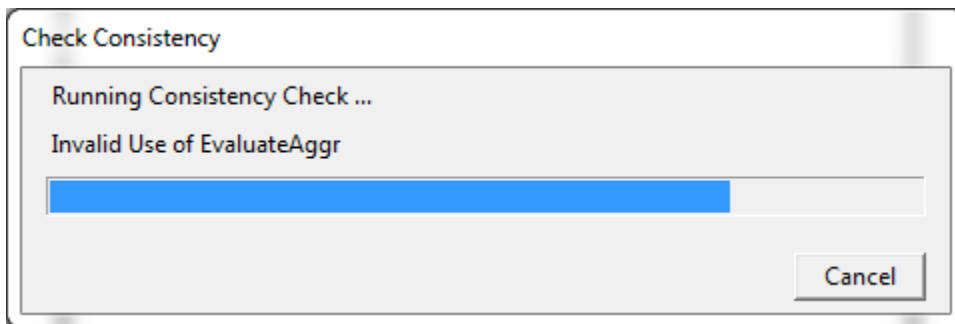 Check Consistency
Running Consistency Check ...
Invalid Use of EvaluateAggr
Cancel